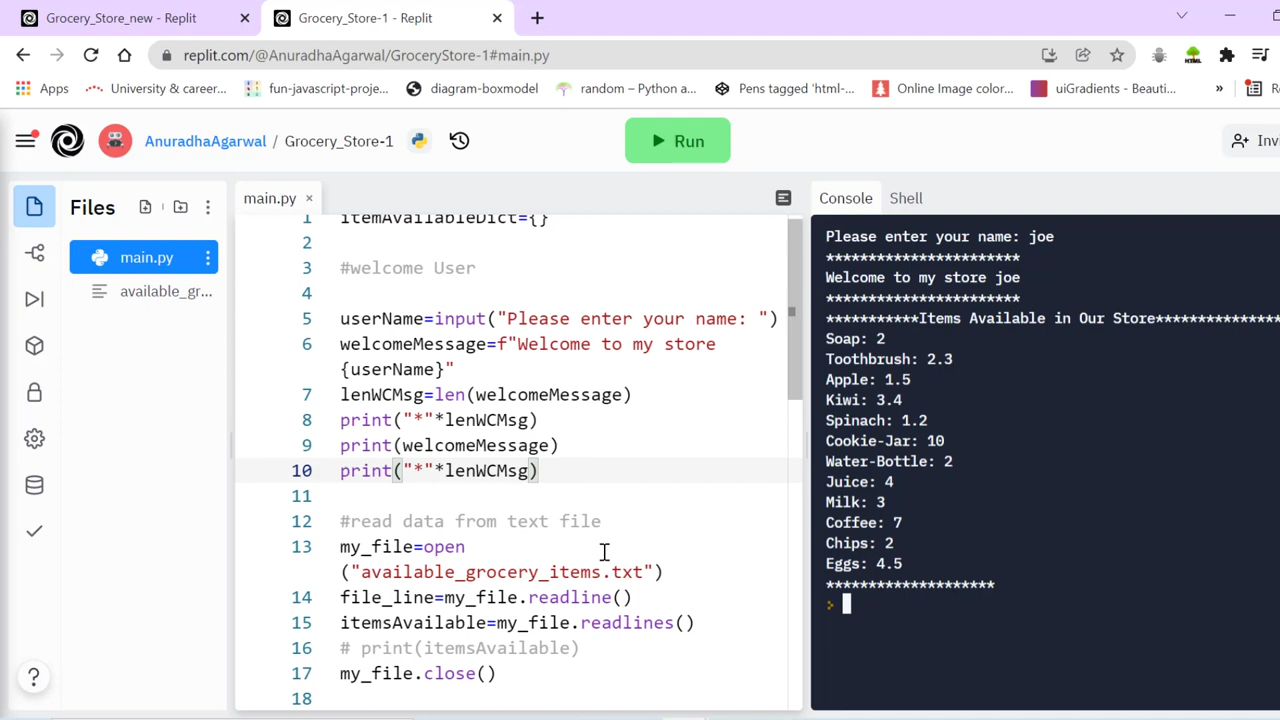 Grocery_Store_new - Replit
Grocery_Store-1 - Replit
replit.com/@AnuradhaAgarwal/GroceryStore-1#main.py
Apps
University & career...
fun-javascript-proje...
diagram-boxmodel
random – Python a...
Pens tagged 'html-...
Online Image color...
uiGradients - Beauti...
»
Re
AnuradhaAgarwal / Grocery_Store-1
Run
Inv
Files
main.py
available_gr...
main.py
1 itemAvailableDict={}
2
3 #welcome User
4
5 userName=input("Please enter your name: ")
6 welcomeMessage=f"Welcome to my store
{userName}"
7 lenWCMsg=len(welcomeMessage)
8 print("*"*lenWCMsg)
9 print(welcomeMessage)
10 print("*"*lenWCMsg)
11
12 #read data from text file
13 my_file=open
("available_grocery_items.txt")
14 file_line=my_file.readline()
15 itemsAvailable=my_file.readlines()
16 # print(itemsAvailable)
17 my_file.close()
18
Console
Shell
Please enter your name: joe
***********************
Welcome to my store joe
***********************
***********Items Available in Our Store***************
Soap: 2
Toothbrush: 2.3
Apple: 1.5
Kiwi: 3.4
Spinach: 1.2
Cookie-Jar: 10
Water-Bottle: 2
Juice: 4
Milk: 3
Coffee: 7
Chips: 2
Eggs: 4.5
********************
>
?